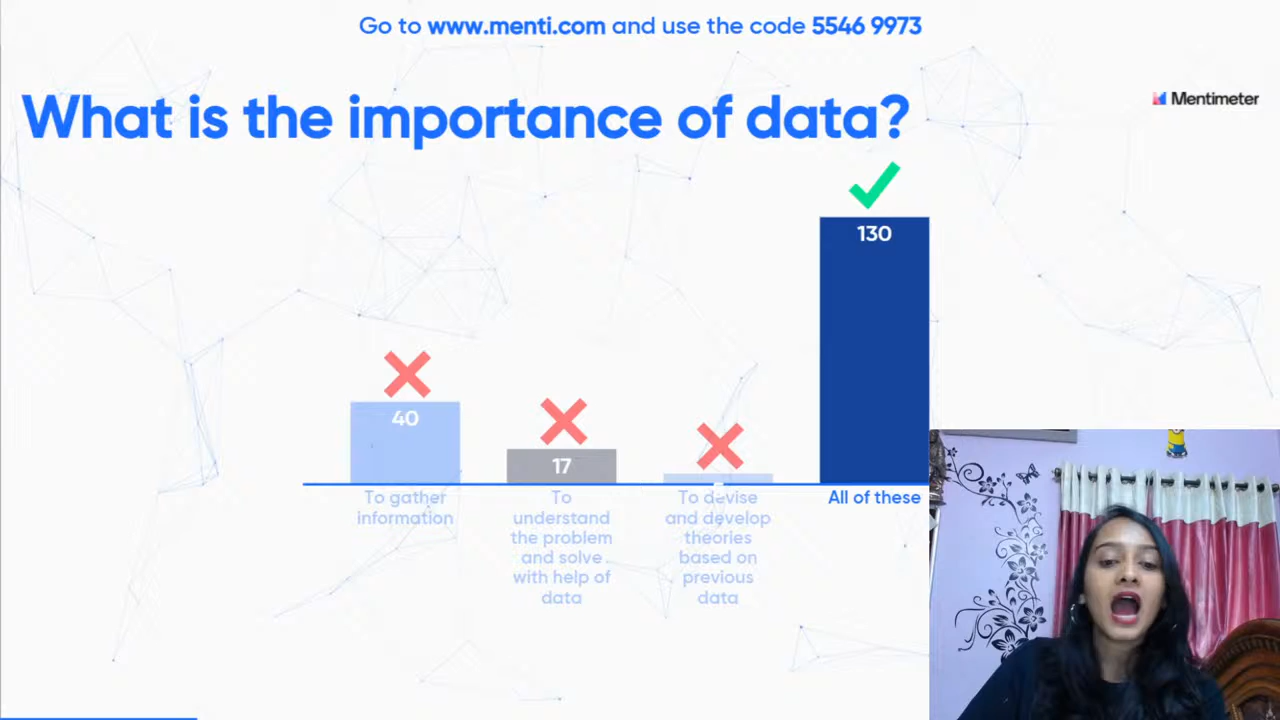 Go to www.menti.com and use the code 5546 9973
What is the importance of data?
Mentimeter
130
40
17
To gather
information
To
understand
the problem
and solve
with help of
data
To devise
and develop
theories
based on
previous
data
All of these